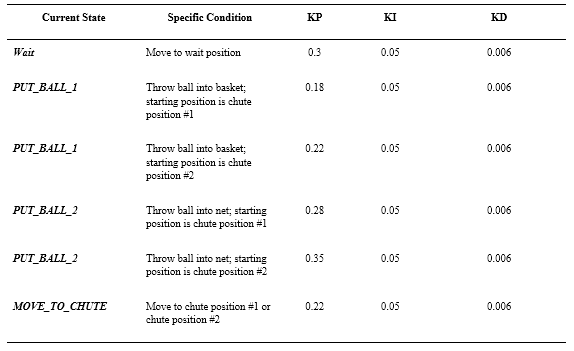 Current State Specific Condition KP KI KD
Wait Move to wait position 0.3 0.05 0.006
PUT_BALL_1 Throw ball into basket; 0.18 0.05 0.006
starting position is chute
position #1
PUT_BALL_1 Throw ball into basket; 0.22 0.05 0.006
starting position is chute
position #2
PUT_BALL_2 Throw ball into net; starting 0.28 0.05 0.006
position is chute position #1
PUT_BALL_2 Throw ball into net; starting 0.35 0.05 0.006
position is chute position #2
MOVE_TO_CHUTE Move to chute position #1 or 0.22 0.05 0.006
chute position #2